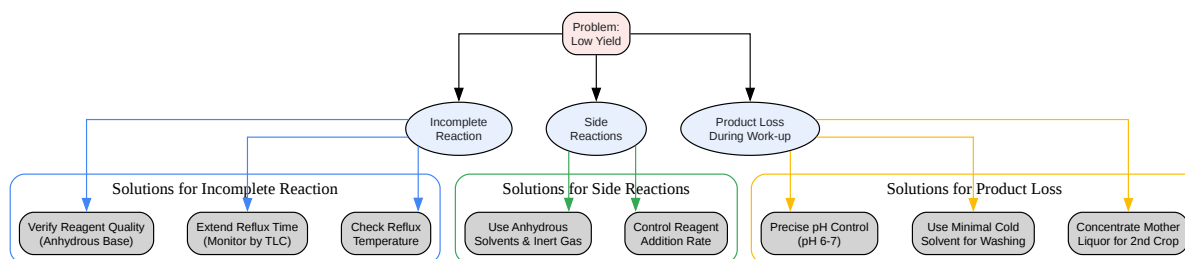 Problem:
Low Yield
Incomplete
Reaction
Side
Reactions
Product Loss
During Work-up
Solutions for Incomplete Reaction
Solutions for Side Reactions
Solutions for Product Loss
Verify Reagent Quality
(Anhydrous Base)
Extend Reflux Time
(Monitor by TLC)
Check Reflux
Temperature
Use Anhydrous
Solvents & Inert Gas
Control Reagent
Addition Rate
Precise pH Control
(pH 6-7)
Use Minimal Cold
Solvent for Washing
Concentrate Mother
Liquor for 2nd Crop